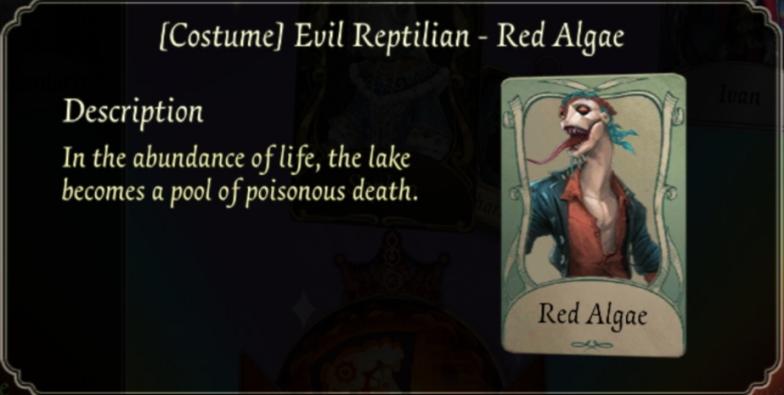 [Costume] Evil Reptilian - Red Algae
Description
In the abundance of life, the lake
becomes a pool of poisonous death.
Red Algae
Ivan